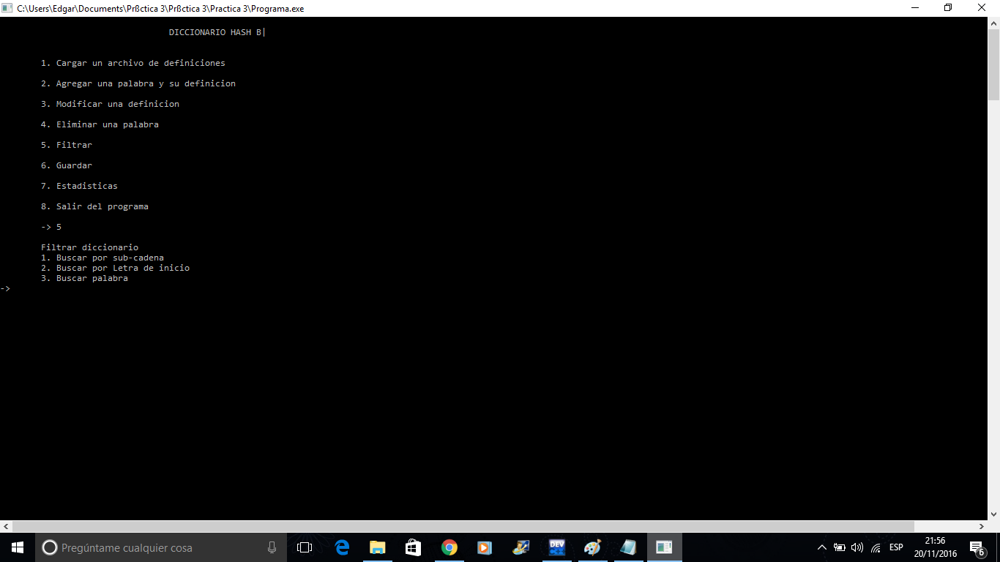 C:\Users\Edgar\Documents\Prßctica 3\Prßctica 3\Practica 3\Programa.exe
DICCIONARIO HASH B|
1. Cargar un archivo de definiciones
2. Agregar una palabra y su definicion
3. Modificar una definicion
4. Eliminar una palabra
5. Filtrar
6. Guardar
7. Estadisticas
8. Salir del programa
-> 5
Filtrar diccionario
1. Buscar por sub-cadena
2. Buscar por Letra de inicio
3. Buscar palabra
->
Pregúntame cualquier cosa
DEV
ESP
21:56
20/11/2016
6